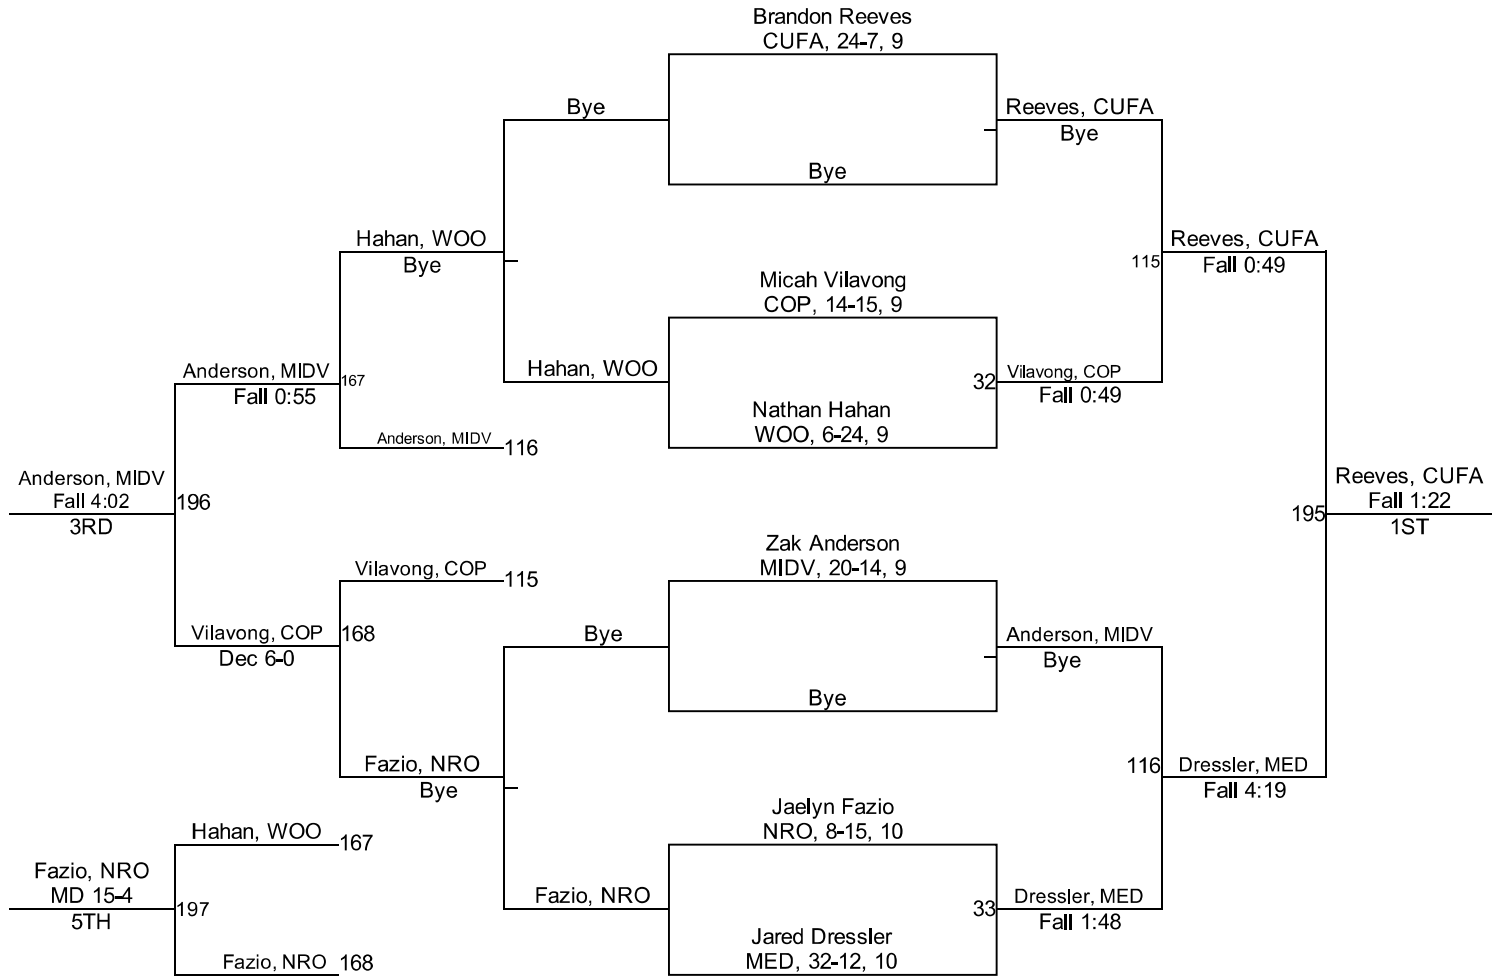 Brandon Reeves
CUFA, 24-7, 9
Bye
Reeves, CUFA
Bye
Bye
Hahan, WOO
Bye
Reeves, CUFA
Fall 0:49
115
Micah Vilavong
COP, 14-15, 9
Hahan, WOO
32
Vilavong, COP
Fall 0:49
Anderson, MIDV
Fall 0:55
167
Nathan Hahan
WOO, 6-24, 9
Anderson, MIDV
116
Anderson, MIDV
Fall 4:02
3RD
196
195
Reeves, CUFA
Fall 1:22
1ST
Zak Anderson
MIDV, 20-14, 9
Vilavong, COP
115
Vilavong, COP
Dec 6-0
168
Bye
Anderson, MIDV
Bye
Bye
Fazio, NRO
Bye
116
Dressler, MED
Fall 4:19
Jaelyn Fazio
NRO, 8-15, 10
Hahan, WOO
167
Fazio, NRO
MD 15-4
5TH
197
Fazio, NRO
33
Dressler, MED
Fall 1:48
Jared Dressler
MED, 32-12, 10
Fazio, NRO
168